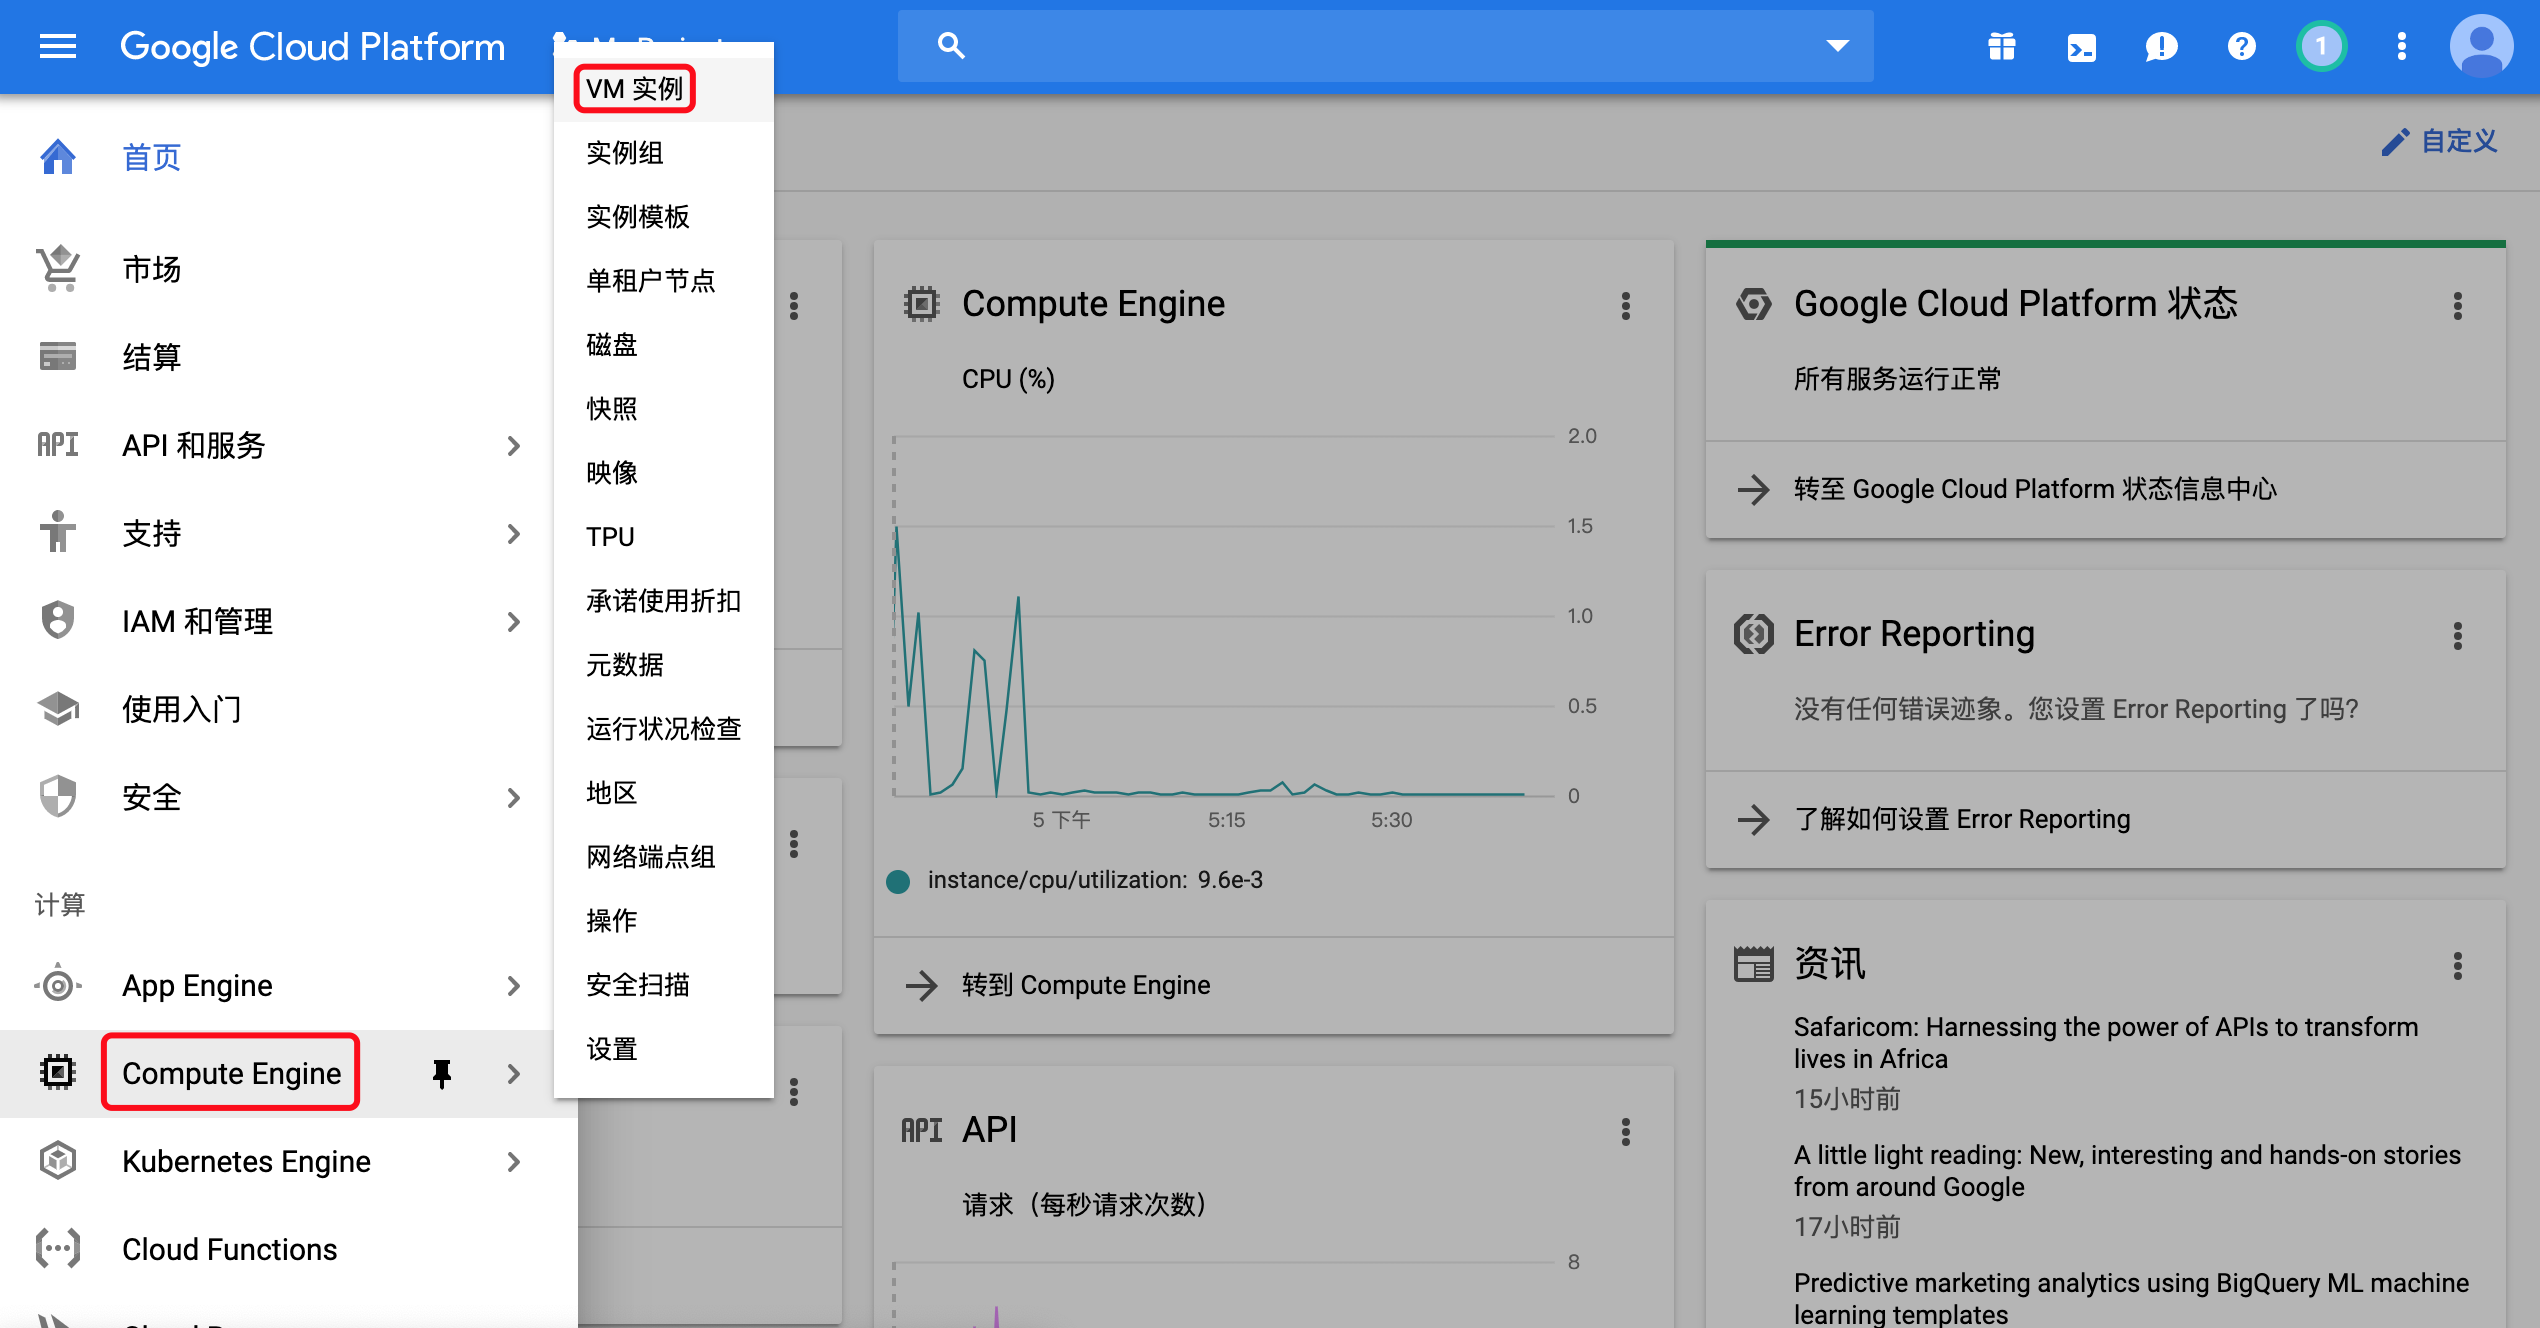 Google Cloud Platform
1
首页
市场
结算
API 和服务
支持
IAM 和管理
使用入门
安全
计算
App Engine
Compute Engine
Kubernetes Engine
Cloud Functions
VM 实例
实例组
实例模板
单租户节点
磁盘
快照
映像
TPU
承诺使用折扣
元数据
运行状况检查
地区
网络端点组
操作
安全扫描
设置
自定义
Compute Engine
CPU (%)
2.0
1.5
1.0
0.5
0
5 下午
5:15
5:30
instance/cpu/utilization: 9.6e-3
转到 Compute Engine
API
API
请求（每秒请求次数）
8
Google Cloud Platform 状态
所有服务运行正常
转至 Google Cloud Platform 状态信息中心
Error Reporting
没有任何错误迹象。您设置 Error Reporting 了吗?
了解如何设置 Error Reporting
资讯
Safaricom: Harnessing the power of APIs to transform
lives in Africa
15小时前
A little light reading: New, interesting and hands-on stories
from around Google
17小时前
Predictive marketing analytics using BigQuery ML machine
learning templates